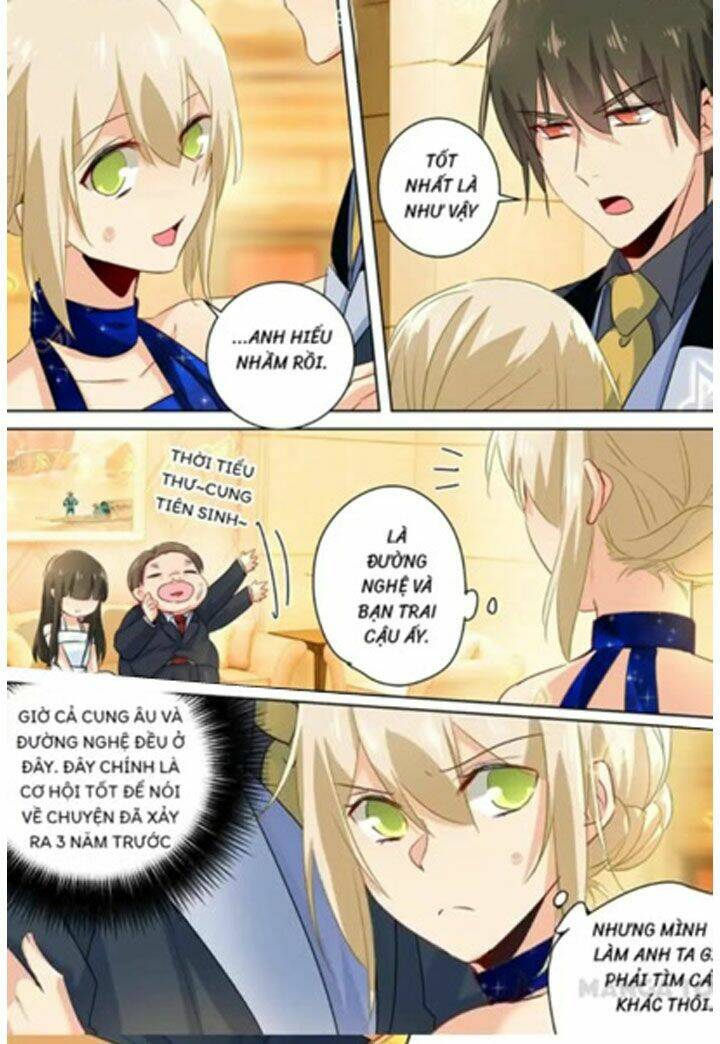 ...ANH HIỂU
NHẦM RỒI.
TỐT
NHẤT LÀ
NHƯ VẬY
THỜI TIỂU
THƯ~CUNG
TIÊN SINH~
LÀ
ĐƯỜNG
NGHỆ VÀ
BẠN TRAI
CẬU ẤY.
GIỜ CẢ CUNG ÂU VÀ
ĐƯỜNG NGHỆ ĐỀU Ở
ĐÂY. ĐÂY CHÍNH LÀ
CƠ HỘI TỐT ĐỂ NÓI
VỀ CHUYỆN ĐÃ XẢY
RA 3 NĂM TRƯỚC
NHƯNG MÌNH
LÀM ANH TA
PHẢI TÌM
KHÁC THÔI.
MANGA